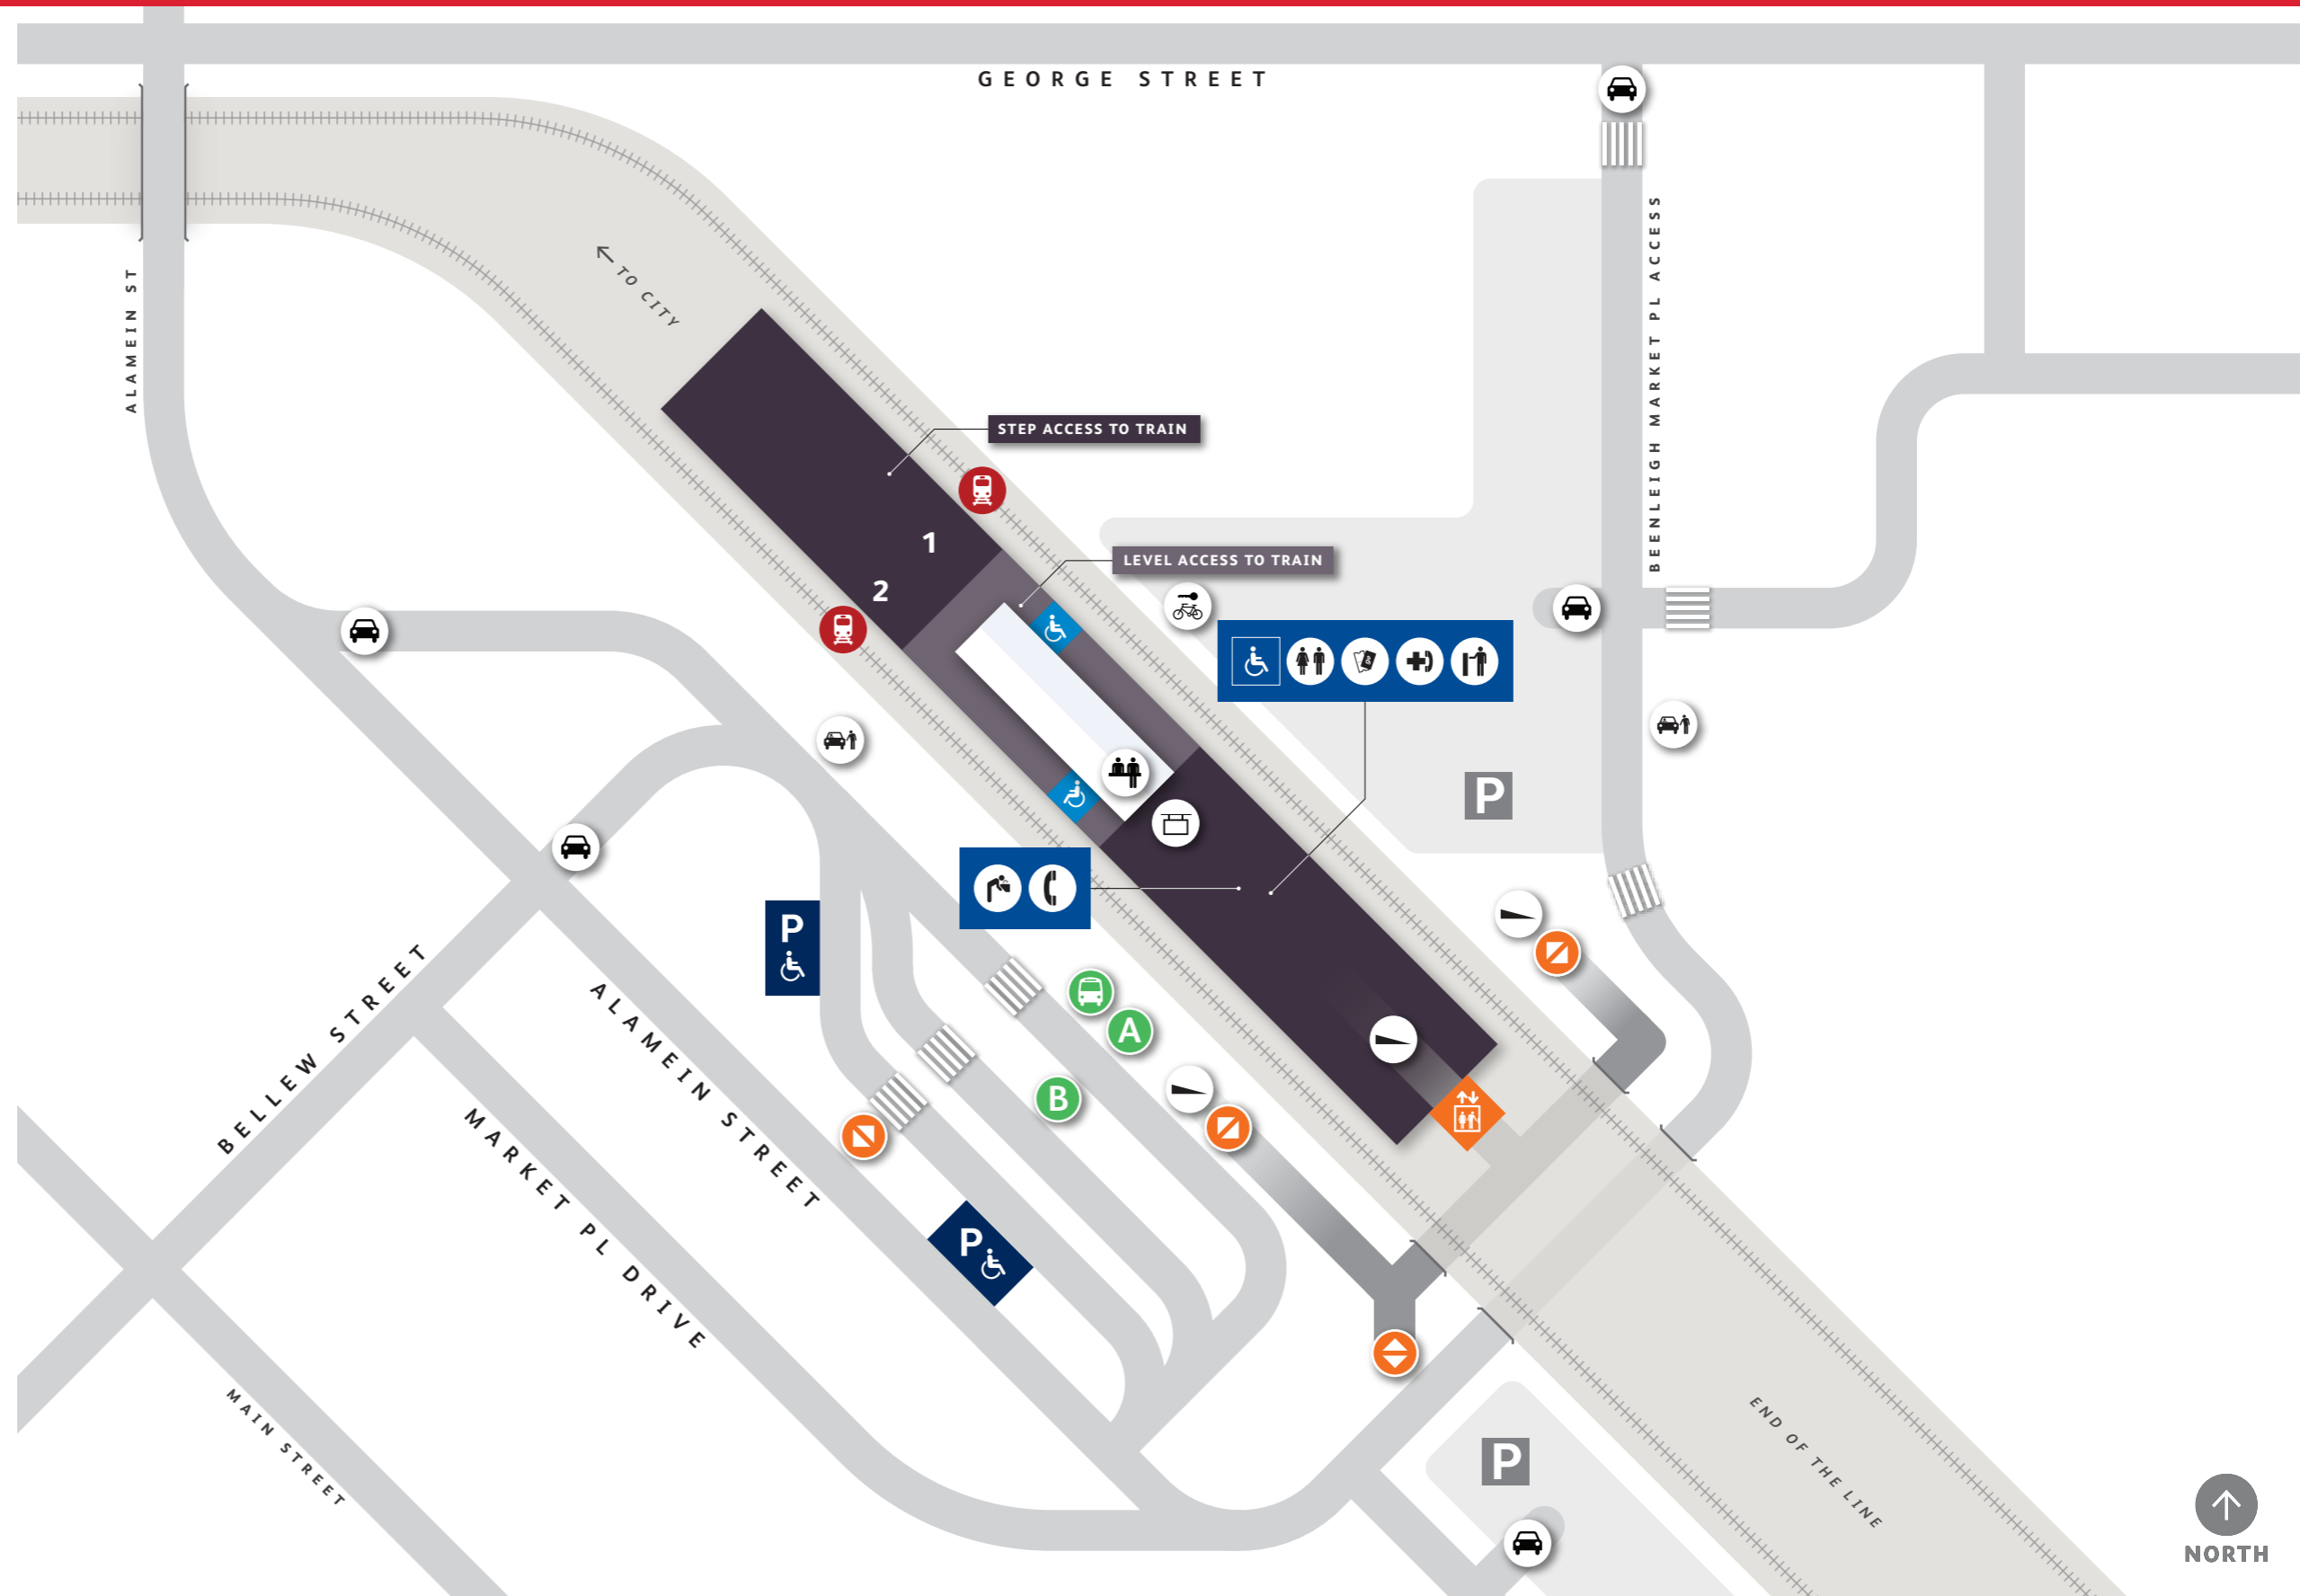 GEORGE STREET
ALAMEIN ST
TO CITY
BEENLEIGH MARKET PL ACCESS
STEP ACCESS TO TRAIN
1
LEVEL ACCESS TO TRAIN
2
P
P
BELLEW STREET
ALAMEIN STREET
A
B
MARKET PL DRIVE
P
MAIN STREET
P
END OF THE LINE
NORTH